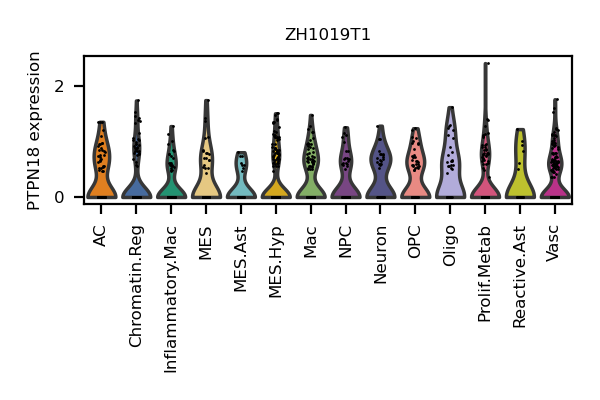 ZH1019T1
PTPN18 expression
2
0
AC
Chromatin.Reg
Inflammatory.Mac
MES
MES.Ast
MES.Hyp
Mac
NPC
Neuron
OPC
Oligo
Prolif.Metab
Reactive.Ast
Vasc